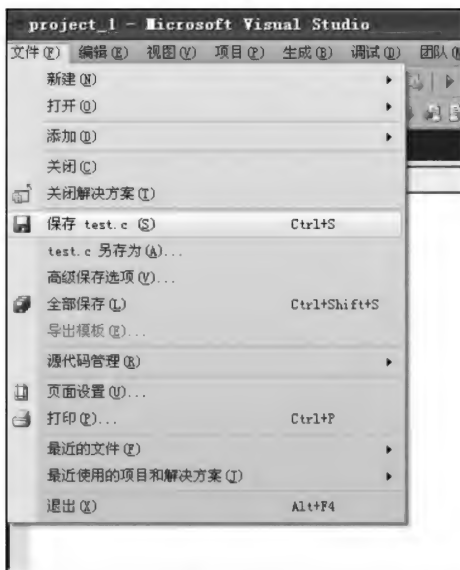 project_1 - Microsoft Visual Studio
文件(F) 编辑(E) 视图(V) 项目(P) 生成(B) 调试(D) 团队(M
新建(N)
打开(O)
添加(D)
关闭(C)
关闭解决方案(T)
保存 test.c (S) Ctrl+S
test.c 另存为(A)...
高级保存选项(V)...
全部保存(L) Ctrl+Shift+S
导出模板(E)...
源代码管理(R)
页面设置(U)...
打印(P)... Ctrl+P
最近的文件(F)
最近使用的项目和解决方案(J)
退出(X) Alt+F4